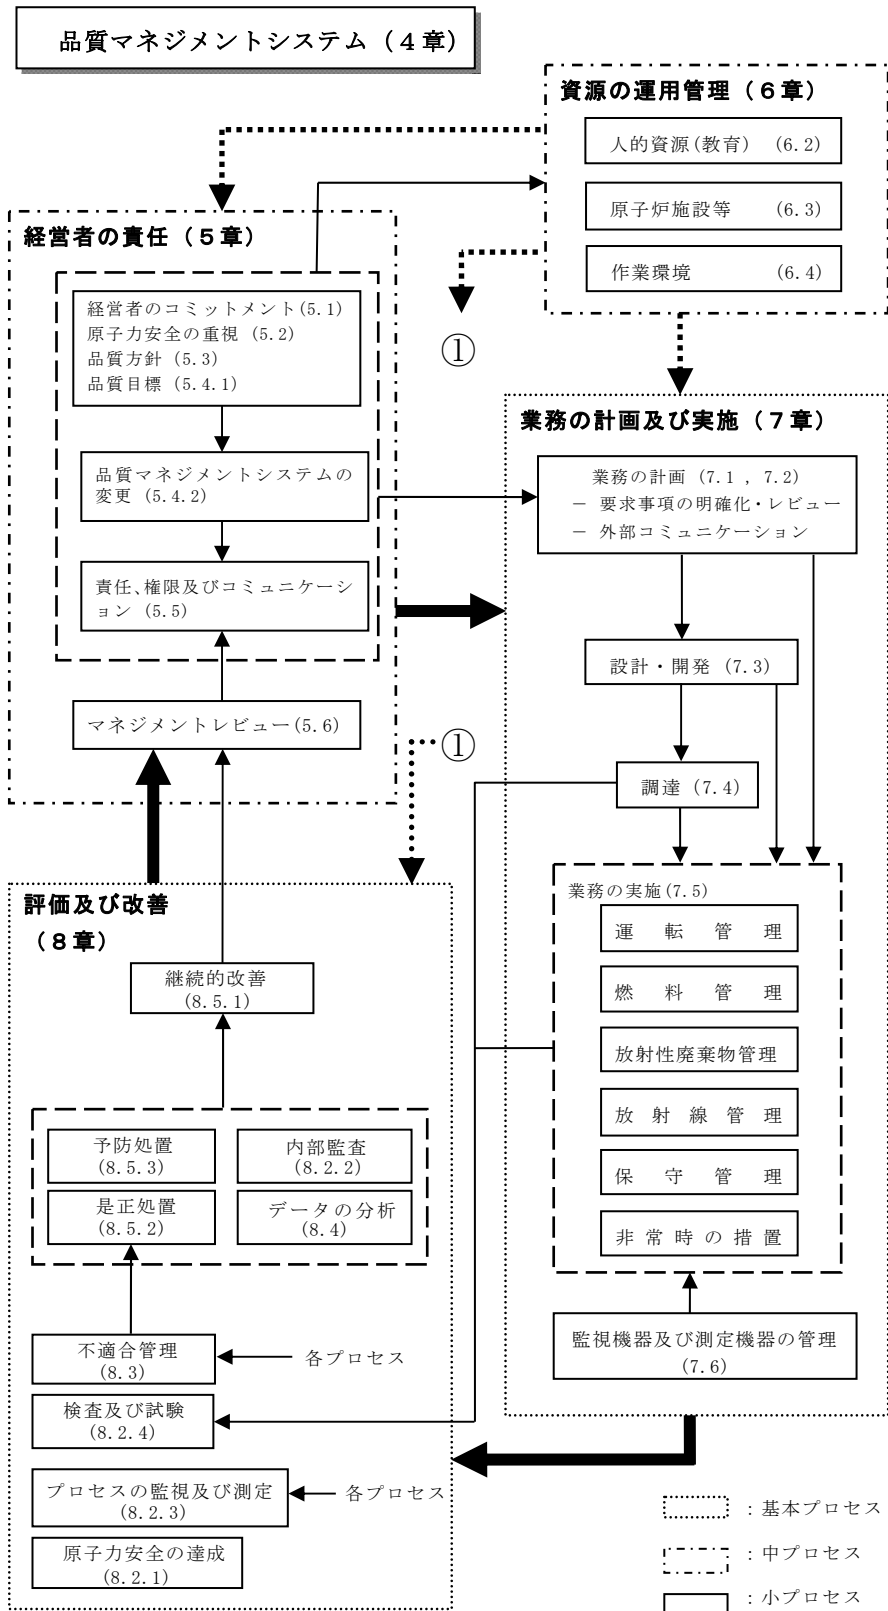 品質マネジメントシステム（４章）
資源の運用管理（６章）
人的資源(教育) (6.2)
原子炉施設等 (6.3)
作業環境 (6.4)
経営者の責任（５章）
経営者のコミットメント(5.1)
原子力安全の重視 (5.2)
品質方針 (5.3)
品質目標 (5.4.1)
品質マネジメントシステムの
変更 (5.4.2)
責任、権限及びコミュニケーシ
ョン (5.5)
マネジメントレビュー(5.6)
①
①
業務の計画及び実施（７章）
業務の計画 (7.1 , 7.2)
－ 要求事項の明確化・レビュー
－ 外部コミュニケーション
設計・開発 (7.3)
調達 (7.4)
業務の実施(7.5)
運転管理
燃料管理
放射性廃棄物管理
放射線管理
保守管理
非常時の措置
監視機器及び測定機器の管理
(7.6)
評価及び改善
（８章）
継続的改善
(8.5.1)
予防処置
(8.5.3)
内部監査
(8.2.2)
是正処置
(8.5.2)
データの分析
(8.4)
不適合管理
(8.3)
各プロセス
検査及び試験
(8.2.4)
プロセスの監視及び測定
(8.2.3)
各プロセス
原子力安全の達成
(8.2.1)
：基本プロセス
：中プロセス
：小プロセス